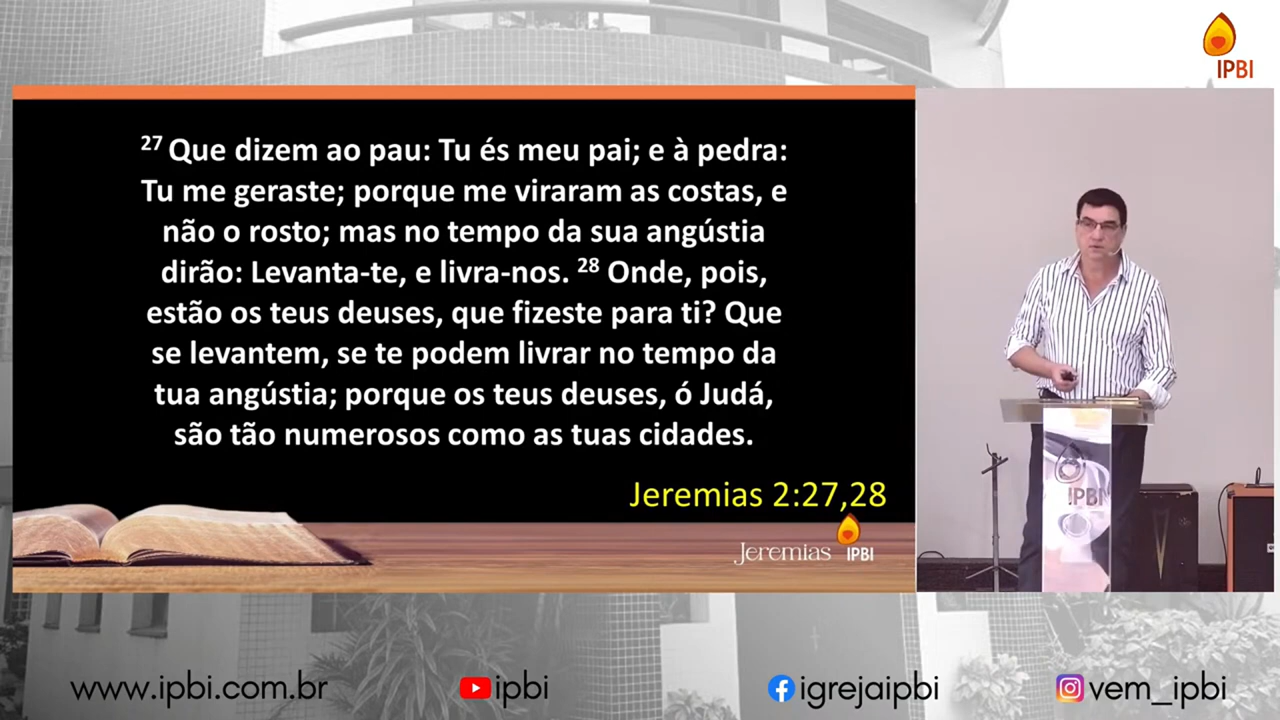 IPBI
27 Que dizem ao pau: Tu és meu pai; e à pedra:
Tu me geraste; porque me viraram as costas, e
não o rosto; mas no tempo da sua angústia
dirão: Levanta-te, e livra-nos. 28 Onde, pois,
estão os teus deuses, que fizeste para ti? Que
se levantem, se te podem livrar no tempo da
tua angústia; porque os teus deuses, ó Judá,
são tão numerosos como as tuas cidades.
Jeremias 2:27,28
Jeremias IPBI
IPBI
www.ipbi.com.br ipbi igrejaipbi vem_ipbi